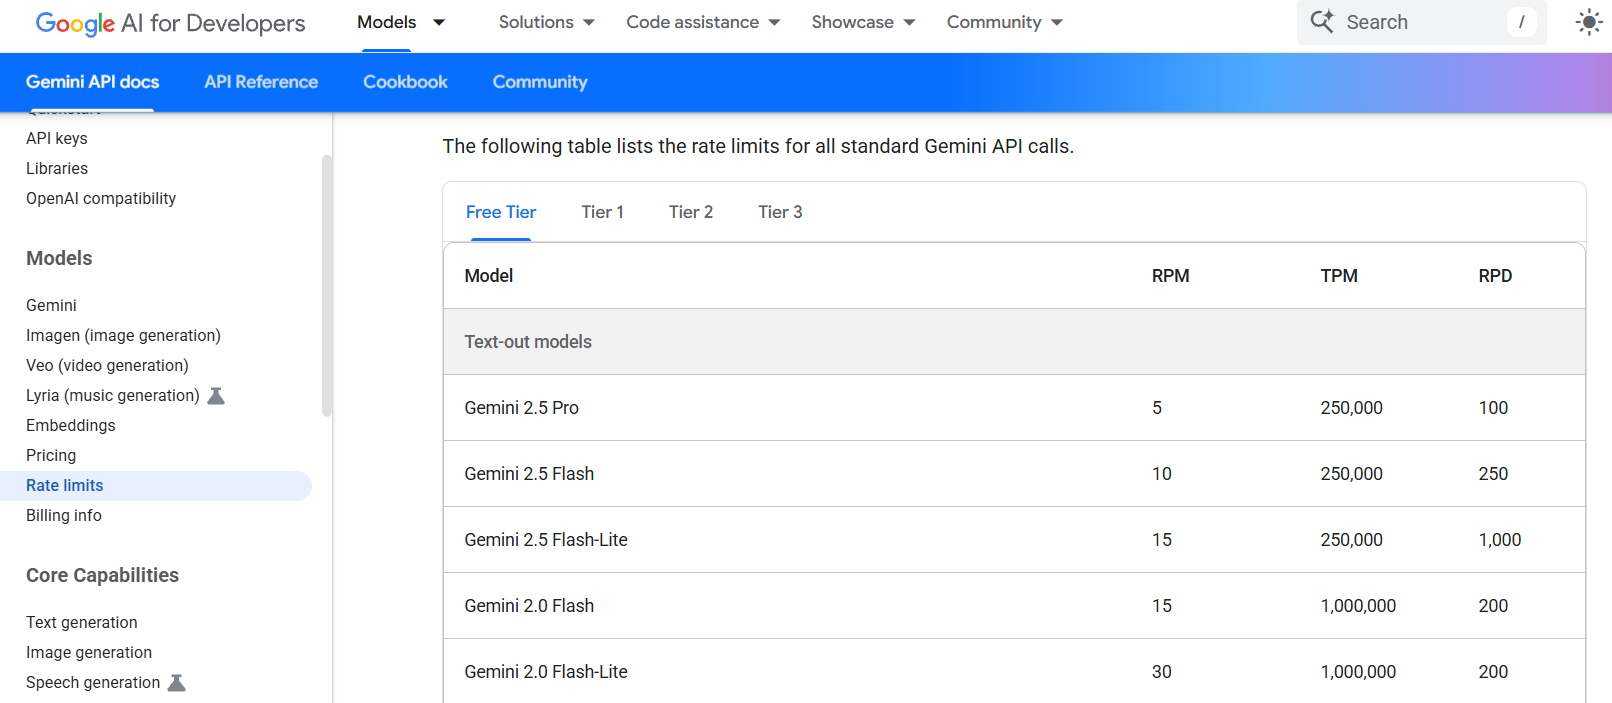 Google AI for Developers
Models
Solutions
Code assistance
Showcase
Community
Search
/
Gemini API docs
API Reference
Cookbook
Community
API keys
Libraries
OpenAI compatibility
Models
Gemini
Imagen (image generation)
Veo (video generation)
Lyria (music generation)
Embeddings
Pricing
Rate limits
Billing info
Core Capabilities
Text generation
Image generation
Speech generation
The following table lists the rate limits for all standard Gemini API calls.
Free Tier Tier 1 Tier 2 Tier 3
Model RPM TPM RPD
Text-out models
Gemini 2.5 Pro 5 250,000 100
Gemini 2.5 Flash 10 250,000 250
Gemini 2.5 Flash-Lite 15 250,000 1,000
Gemini 2.0 Flash 15 1,000,000 200
Gemini 2.0 Flash-Lite 30 1,000,000 200